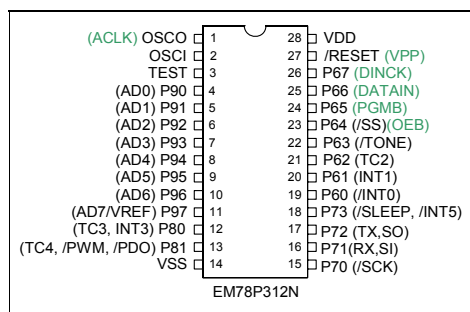 (ACLK) OSCO 1 28 VDD
OSCI 2 27 /RESET (VPP)
TEST 3 26 P67 (DINCK)
(AD0) P90 4 25 P66 (DATAIN)
(AD1) P91 5 24 P65 (PGMB)
(AD2) P92 6 23 P64 (/SS)(OEB)
(AD3) P93 7 22 P63 (/TONE)
(AD4) P94 8 21 P62 (TC2)
(AD5) P95 9 20 P61 (INT1)
(AD6) P96 10 19 P60 (/INT0)
(AD7/VREF) P97 11 18 P73 (/SLEEP, /INT5)
(TC3, INT3) P80 12 17 P72 (TX,SO)
(TC4, /PWM, /PDO) P81 13 16 P71(RX,SI)
VSS 14 15 P70 (/SCK)
EM78P312N